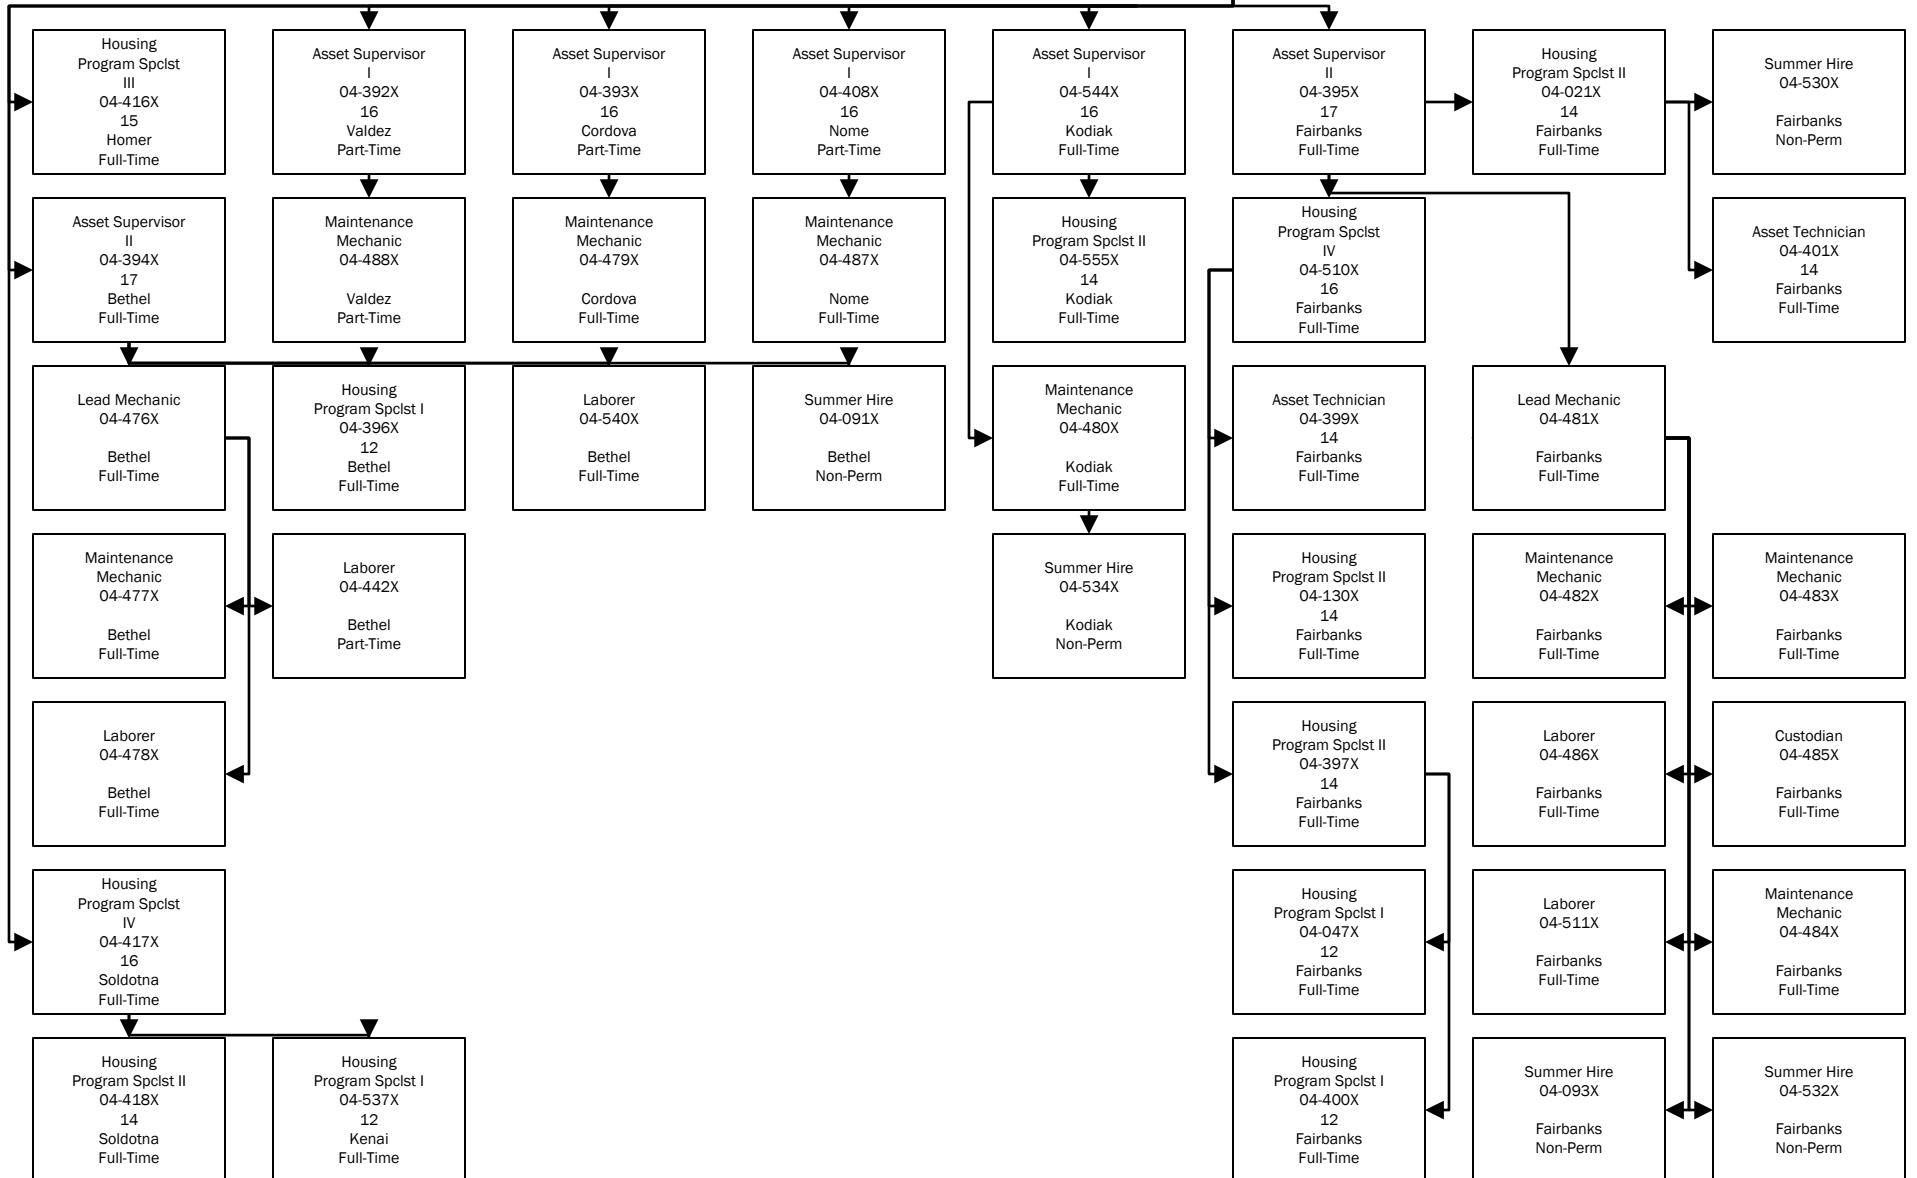 Housing
Program Spclst
III
04-416X
15
Homer
Full-Time
Asset Supervisor
I
04-392X
16
Valdez
Part-Time
Asset Supervisor
I
04-393X
16
Cordova
Part-Time
Asset Supervisor
I
04-408X
16
Nome
Part-Time
Asset Supervisor
I
04-544X
16
Kodiak
Full-Time
Asset Supervisor
II
04-395X
17
Fairbanks
Full-Time
Housing
Program Spclst II
04-021X
14
Fairbanks
Full-Time
Summer Hire
04-530X
Fairbanks
Non-Perm
Asset Supervisor
II
04-394X
17
Bethel
Full-Time
Maintenance
Mechanic
04-488X
Valdez
Part-Time
Maintenance
Mechanic
04-479X
Cordova
Full-Time
Maintenance
Mechanic
04-487X
Nome
Full-Time
Housing
Program Spclst II
04-555X
14
Kodiak
Full-Time
Housing
Program Spclst
IV
04-510X
16
Fairbanks
Full-Time
Asset Technician
04-401X
14
Fairbanks
Full-Time
Lead Mechanic
04-476X
Bethel
Full-Time
Housing
Program Spclst I
04-396X
12
Bethel
Full-Time
Laborer
04-540X
Bethel
Full-Time
Summer Hire
04-091X
Bethel
Non-Perm
Maintenance
Mechanic
04-480X
Kodiak
Full-Time
Asset Technician
04-399X
14
Fairbanks
Full-Time
Lead Mechanic
04-481X
Fairbanks
Full-Time
Maintenance
Mechanic
04-477X
Bethel
Full-Time
Laborer
04-442X
Bethel
Part-Time
Summer Hire
04-534X
Kodiak
Non-Perm
Housing
Program Spclst II
04-130X
14
Fairbanks
Full-Time
Maintenance
Mechanic
04-482X
Fairbanks
Full-Time
Maintenance
Mechanic
04-483X
Fairbanks
Full-Time
Laborer
04-478X
Bethel
Full-Time
Housing
Program Spclst II
04-397X
14
Fairbanks
Full-Time
Laborer
04-486X
Fairbanks
Full-Time
Custodian
04-485X
Fairbanks
Full-Time
Housing
Program Spclst
IV
04-417X
16
Soldotna
Full-Time
Housing
Program Spclst I
04-047X
12
Fairbanks
Full-Time
Laborer
04-511X
Fairbanks
Full-Time
Maintenance
Mechanic
04-484X
Fairbanks
Full-Time
Housing
Program Spclst II
04-418X
14
Soldotna
Full-Time
Housing
Program Spclst I
04-537X
12
Kenai
Full-Time
Housing
Program Spclst I
04-400X
12
Fairbanks
Full-Time
Summer Hire
04-093X
Fairbanks
Non-Perm
Summer Hire
04-532X
Fairbanks
Non-Perm